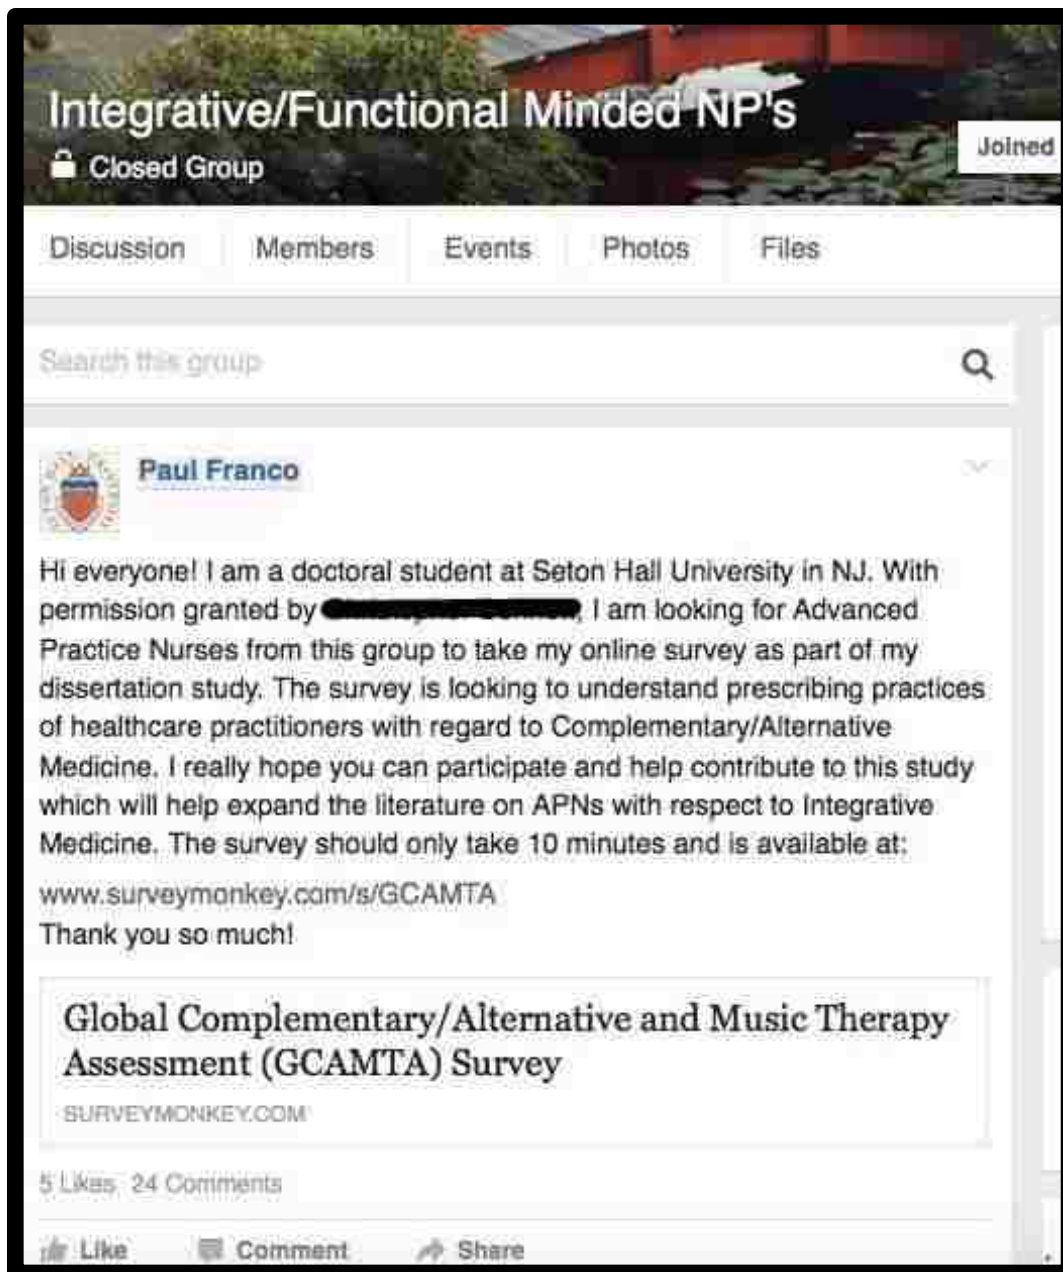 Integrative/Functional Minded NP's
Closed Group
Joined
Discussion Members Events Photos Files
Search this group
Paul Franco
Hi everyone! I am a doctoral student at Seton Hall University in NJ. With
permission granted by , I am looking for Advanced
Practice Nurses from this group to take my online survey as part of my
dissertation study. The survey is looking to understand prescribing practices
of healthcare practitioners with regard to Complementary/Alternative
Medicine. I really hope you can participate and help contribute to this study
which will help expand the literature on APNs with respect to Integrative
Medicine. The survey should only take 10 minutes and is available at:
www.surveymonkey.com/s/GCAMTA
Thank you so much!
Global Complementary/Alternative and Music Therapy
Assessment (GCAMTA) Survey
SURVEYMONKEY.COM
5 Likes 24 Comments
Like Comment Share